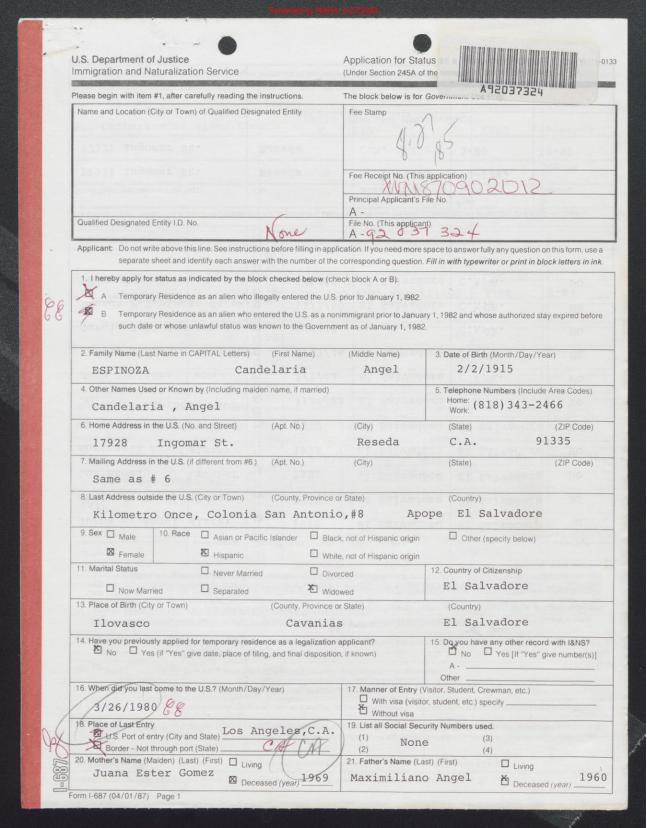 U.S. Department of Justice
Immigration and Naturalization Service
Application for Status
(Under Section 245A of the
-0133
A92037324
Please begin with item #1, after carefully reading the instructions.
The block below is for Government
Name and Location (City or Town) of Qualified Designated Entity
Fee Stamp
Fee Receipt No. (This application)
XVM870902012
Principal Applicant's File No.
A -
Qualified Designated Entity I.D. No.
None
File No. (This applicant)
A - 92 037 324
Applicant: Do not write above this line. See instructions before filling in application. If you need more space to answer fully any question on this form, use a
separate sheet and identify each answer with the number of the corresponding question. Fill in with typewriter or print in block letters in ink.
1. I hereby apply for status as indicated by the block checked below (check block A or B).
A Temporary Residence as an alien who illegally entered the U.S. prior to January 1, 1982.
B Temporary Residence as an alien who entered the U.S. as a nonimmigrant prior to January 1, 1982 and whose authorized stay expired before
such date or whose unlawful status was known to the Government as of January 1, 1982.
2. Family Name (Last Name in CAPITAL Letters) (First Name) (Middle Name)
ESPINOZA Candelaria Angel
3. Date of Birth (Month/Day/Year)
2/2/1915
4. Other Names Used or Known by (Including maiden name, if married)
Candelaria , Angel
5. Telephone Numbers (Include Area Codes)
Home: (818)343-2466
Work:
6. Home Address in the U.S. (No. and Street) (Apt. No.) (City) (State) (ZIP Code)
17928 Ingomar St. Reseda C.A. 91335
7. Mailing Address in the U.S. (if different from #6.) (Apt. No.) (City) (State) (ZIP Code)
Same as # 6
8. Last Address outside the U.S. (City or Town) (County, Province or State) (Country)
Kilometro Once, Colonia San Antonio,#8 Apope El Salvadore
9. Sex Male
Female
10. Race Asian or Pacific Islander Black, not of Hispanic origin Other (specify below)
Hispanic White, not of Hispanic origin
11. Marital Status Never Married Divorced
Now Married Separated Widowed
12. Country of Citizenship
El Salvadore
13. Place of Birth (City or Town) (County, Province or State) (Country)
Ilovasco Cavanias El Salvadore
14. Have you previously applied for temporary residence as a legalization applicant?
No Yes (if "Yes" give date, place of filing, and final disposition, if known)
15. Do you have any other record with I&NS?
No Yes [If "Yes" give number(s)]
A -
Other
16. When did you last come to the U.S.? (Month/Day/Year)
3/26/1980
17. Manner of Entry (Visitor, Student, Crewman, etc.)
With visa (visitor, student, etc.) specify
Without visa
18. Place of Last Entry
U.S. Port of entry (City and State) Los Angeles,C.A.
Border - Not through port (State) CA CA
19. List all Social Security Numbers used.
(1) None (3)
(2) (4)
20. Mother's Name (Maiden) (Last) (First) Living
Juana Ester Gomez Deceased (year) 1969
21. Father's Name (Last) (First) Living
Maximiliano Angel Deceased (year) 1960
I-687
Form I-687 (04/01/87) Page 1